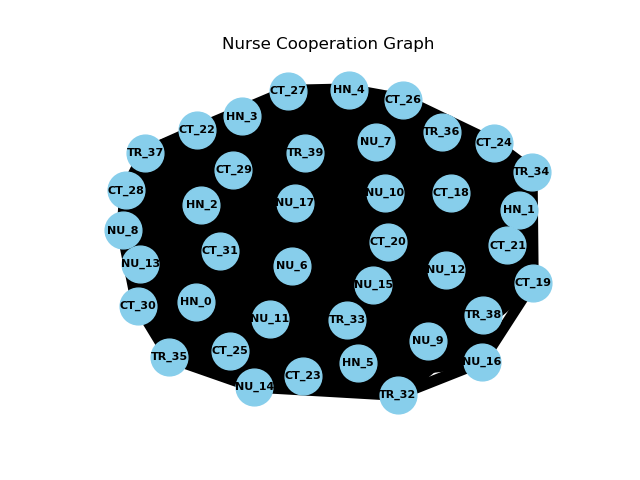 Nurse Cooperation Graph
CT_27
HN_4
CT_26
HN_3
CT_22
TR_36
NU_7
CT_24
TR_37
TR_39
CT_29
TR_34
CT_28
NU_10
CT_18
HN_2
NU_17
HN_1
NU_8
CT_20
CT_21
CT_31
NU_13
NU_6
NU_12
CT_19
NU_15
HN_0
CT_30
TR_38
NU_11
TR_33
NU_9
CT_25
TR_35
HN_5
NU_16
CT_23
NU_14
TR_32